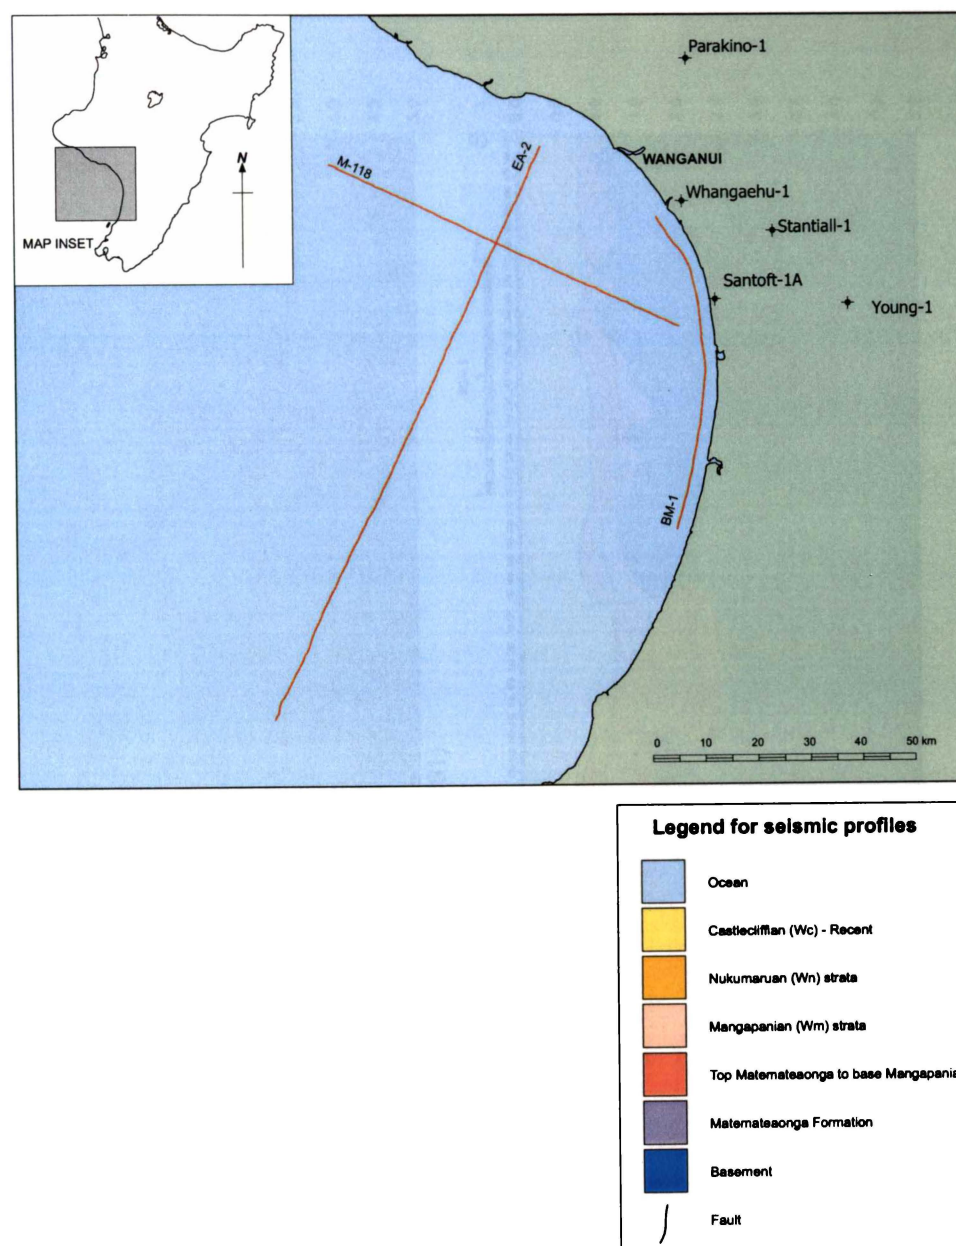 Parakino-1
M-118
EA-2
WANGANUI
N
Whangaehu-1
Stantiall-1
MAP INSET
Santoft-1A
Young-1
BM-1
0 10 20 30 40 50 km
Legend for seismic profiles
Ocean
Castlecliffian (Wc) - Recent
Nukumaruan (Wn) strata
Mangapanian (Wm) strata
Top Matemateaonga to base Mangapania
Matemateaonga Formation
Basement
Fault